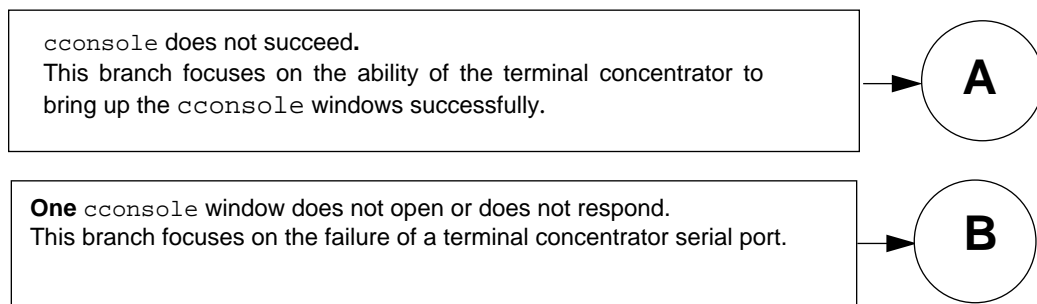 cconsole does not succeed.
This branch focuses on the ability of the terminal concentrator to
bring up the cconsole windows successfully.
A
One cconsole window does not open or does not respond.
This branch focuses on the failure of a terminal concentrator serial port.
B